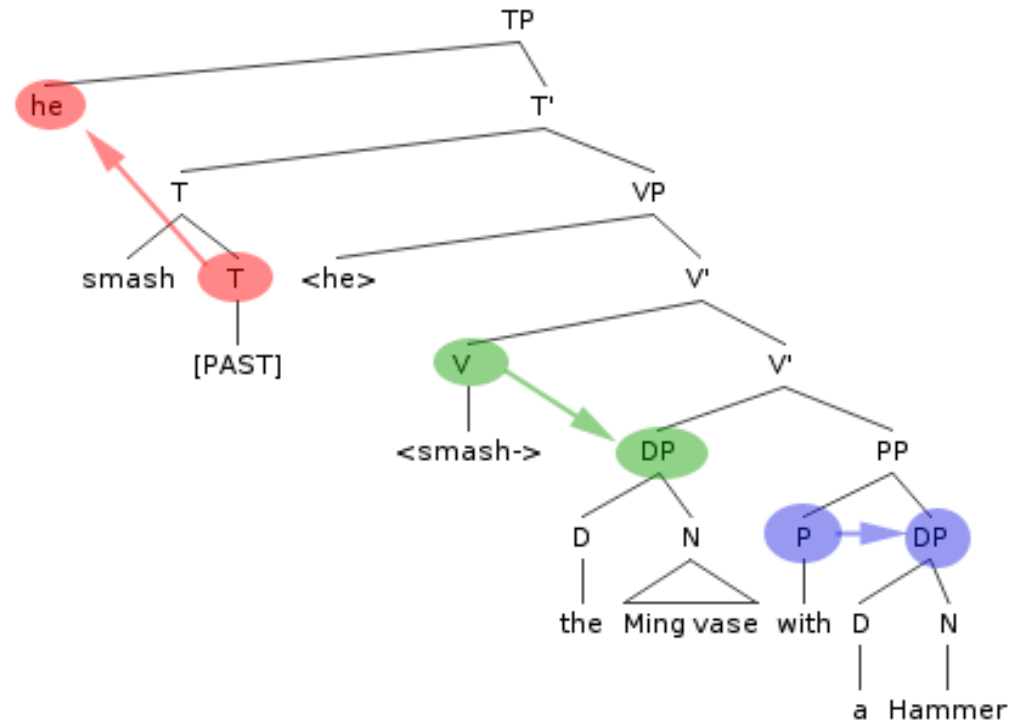 TP
he T'
T VP
smash T <he> V'
[PAST] V V'
<smash-> DP PP
D N P DP
the Ming vase with D N
a Hammer